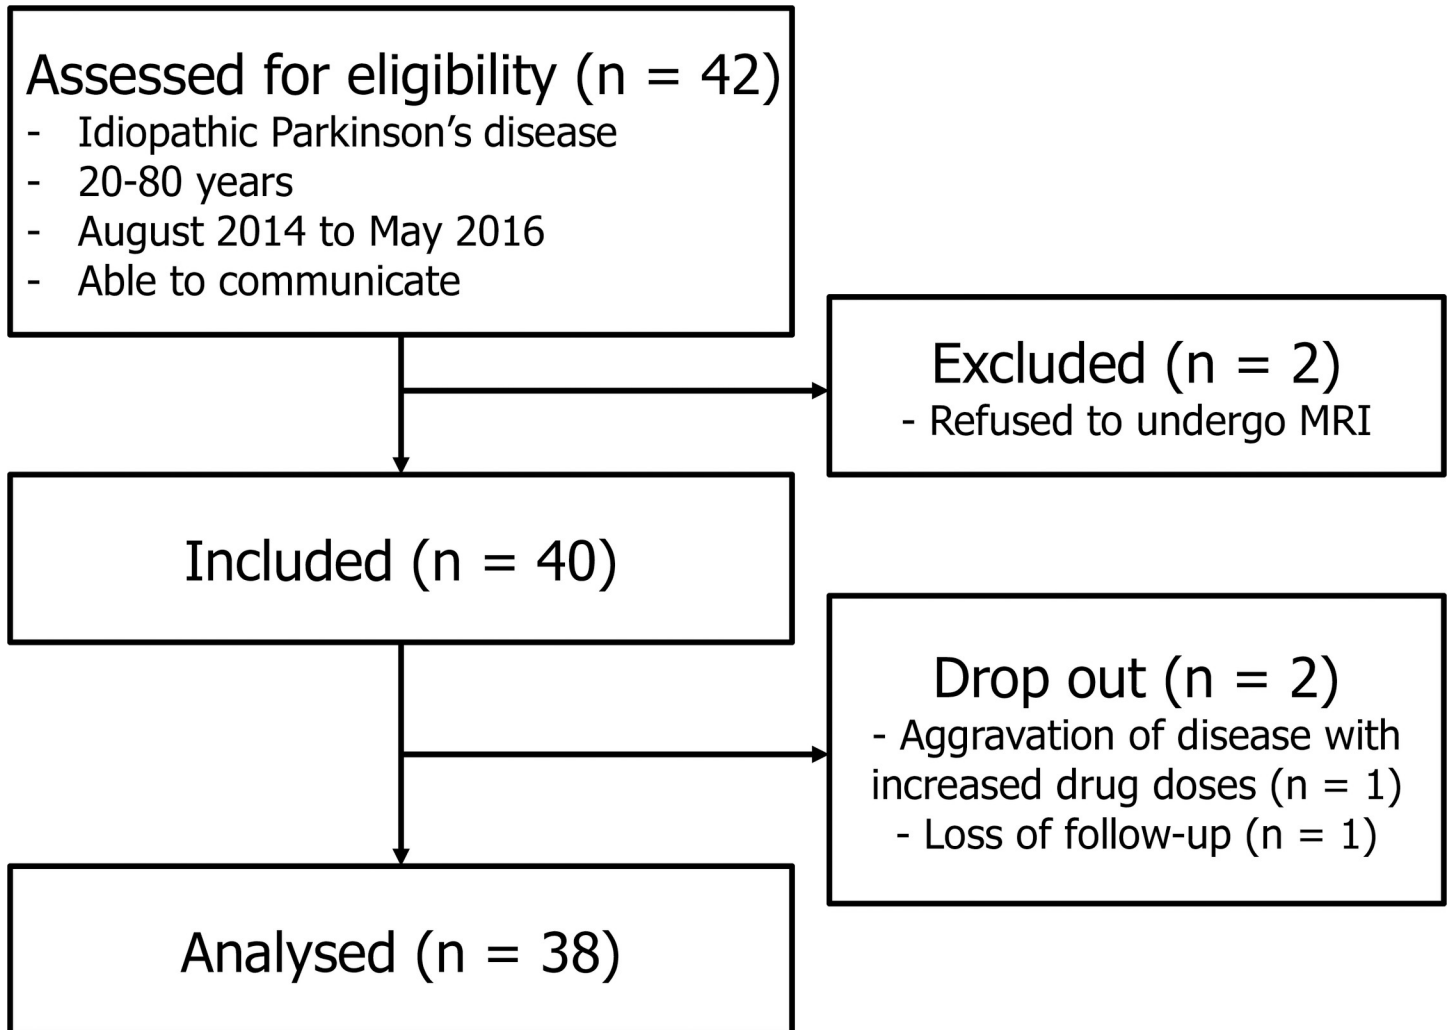 Assessed for eligibility (n = 42)
- Idiopathic Parkinson’s disease
- 20-80 years
- August 2014 to May 2016
- Able to communicate
Excluded (n = 2)
- Refused to undergo MRI
Included (n = 40)
Drop out (n = 2)
- Aggravation of disease with
increased drug doses (n = 1)
- Loss of follow-up (n = 1)
Analysed (n = 38)